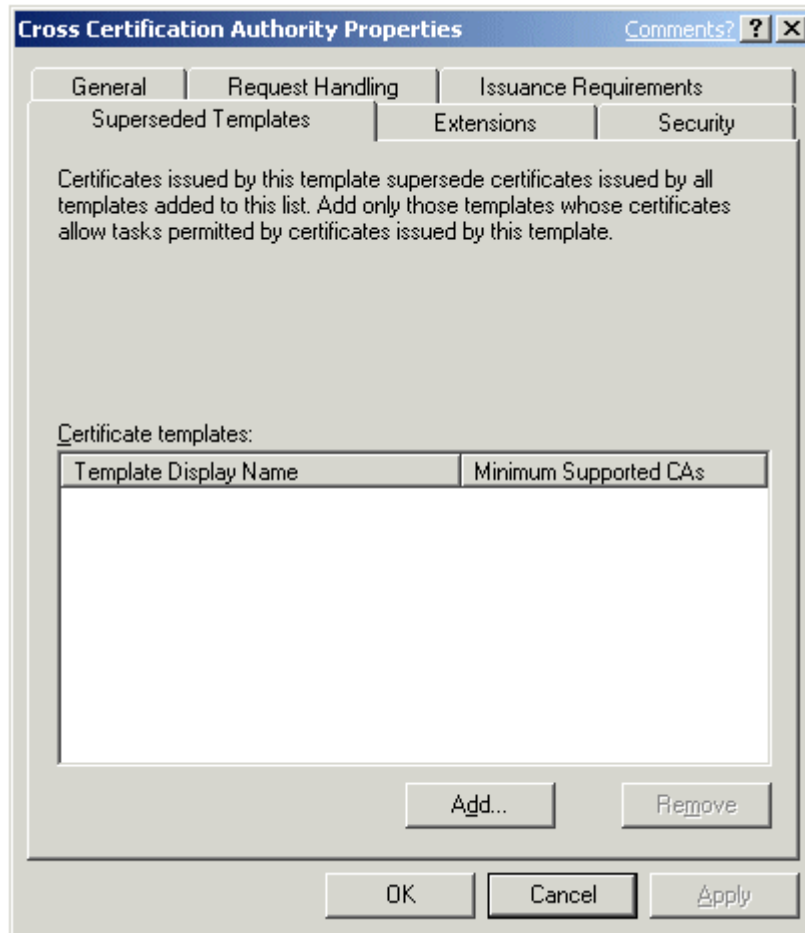 Cross Certification Authority Properties Comments? ?
General Request Handling Issuance Requirements
Superseded Templates Extensions Security
Certificates issued by this template supersede certificates issued by all
templates added to this list. Add only those templates whose certificates
allow tasks permitted by certificates issued by this template.
Certificate templates:
Template Display Name Minimum Supported CAs
Add... Remove
OK Cancel Apply